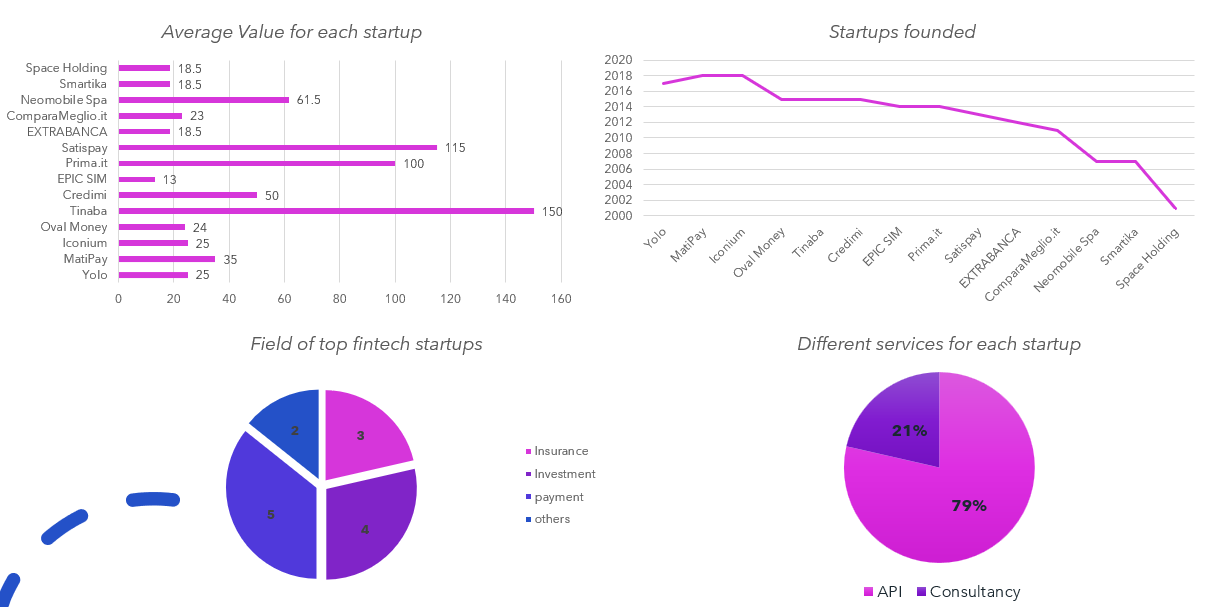 Average Value for each startup
Space Holding 18.5
Smartika 18.5
Neomobile Spa 61.5
ComparaMeglio.it 23
EXTRABANCA 18.5
Satispay 115
Prima.it 100
EPIC SIM 13
Credimi 50
Tinaba 150
Oval Money 24
Iconium 25
MatiPay 35
Yolo 25
0 20 40 60 80 100 120 140 160
Startups founded
2020
2018
2016
2014
2012
2010
2008
2006
2004
2002
2000
Yolo
MatiPay
Iconium
Oval Money
Tinaba
Credimi
EPIC SIM
Prima.it
Satispay
EXTRABANCA
ComparaMeglio.it
Neomobile Spa
Smartika
Space Holding
Field of top fintech startups
2
3
5
4
Insurance
Investment
payment
others
Different services for each startup
21%
79%
API Consultancy